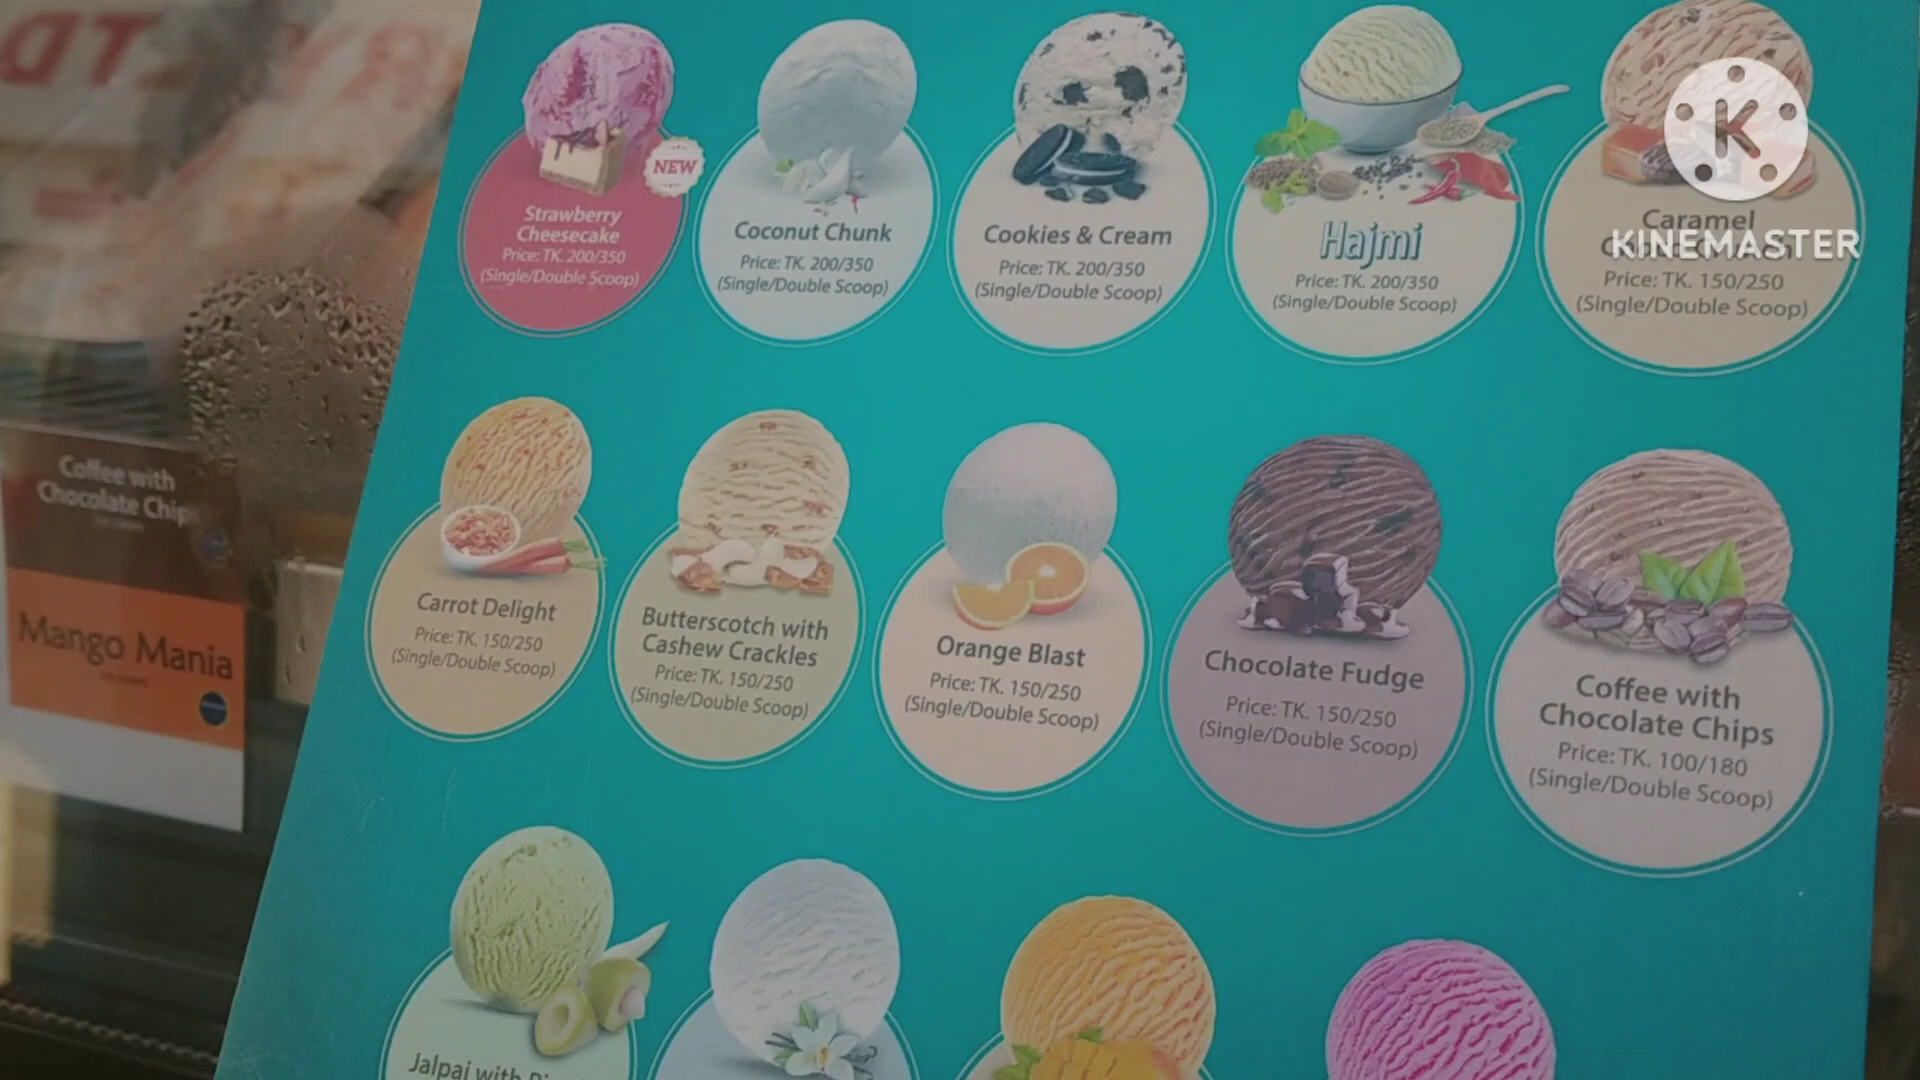 Strawberry
Cheesecake
Price: TK. 200/350
(Single/Double Scoop)
NEW
Coconut Chunk
Price: TK. 200/350
(Single/Double Scoop)
Cookies & Cream
Price: TK. 200/350
(Single/Double Scoop)
Hajmi
Price: TK. 200/350
(Single/Double Scoop)
Caramel
Price: TK. 150/250
(Single/Double Scoop)
K
KINEMASTER
Carrot Delight
Price: TK. 150/250
(Single/Double Scoop)
Butterscotch with
Cashew Crackles
Price: TK. 150/250
(Single/Double Scoop)
Orange Blast
Price: TK. 150/250
(Single/Double Scoop)
Chocolate Fudge
Price: TK. 150/250
(Single/Double Scoop)
Coffee with
Chocolate Chips
Price: TK. 100/180
(Single/Double Scoop)
Jalpai with
Coffee with
Chocolate Chip
Mango Mania